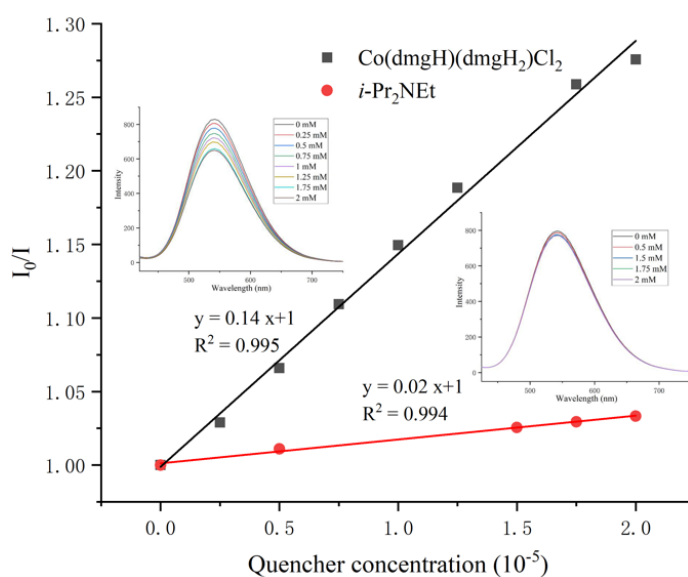 1.30
1.25
1.20
1.15
1.10
1.05
1.00
I₀/I
Co(dmgH)(dmgH₂)Cl₂
i-Pr₂NEt
800
600
400
200
0
Intensity
500
600
700
Wavelength (nm)
0 mM
0.25 mM
0.5 mM
0.75 mM
1 mM
1.25 mM
1.75 mM
2 mM
y = 0.14 x+1
R² = 0.995
800
600
400
200
0
Intensity
500
600
700
Wavelength (nm)
0 mM
0.5 mM
1.5 mM
1.75 mM
2 mM
y = 0.02 x+1
R² = 0.994
0.0
0.5
1.0
1.5
2.0
Quencher concentration (10⁻⁵)